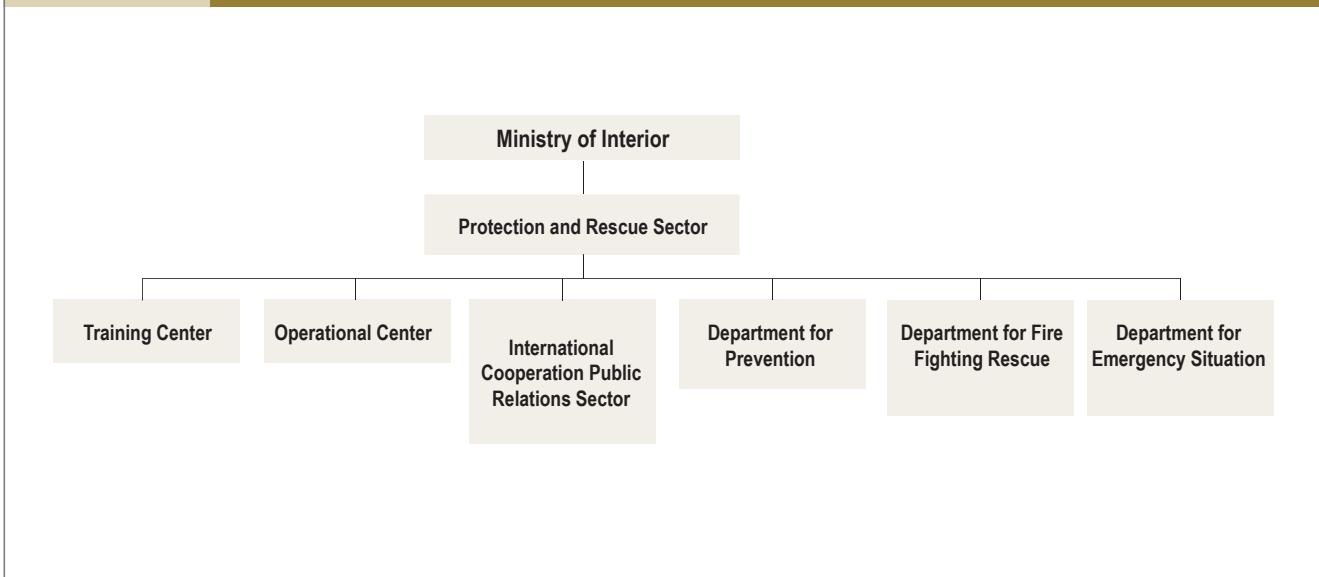 Ministry of Interior
Protection and Rescue Sector
Training Center
Operational Center
International
Cooperation Public
Relations Sector
Department for
Prevention
Department for Fire
Fighting Rescue
Department for
Emergency Situation